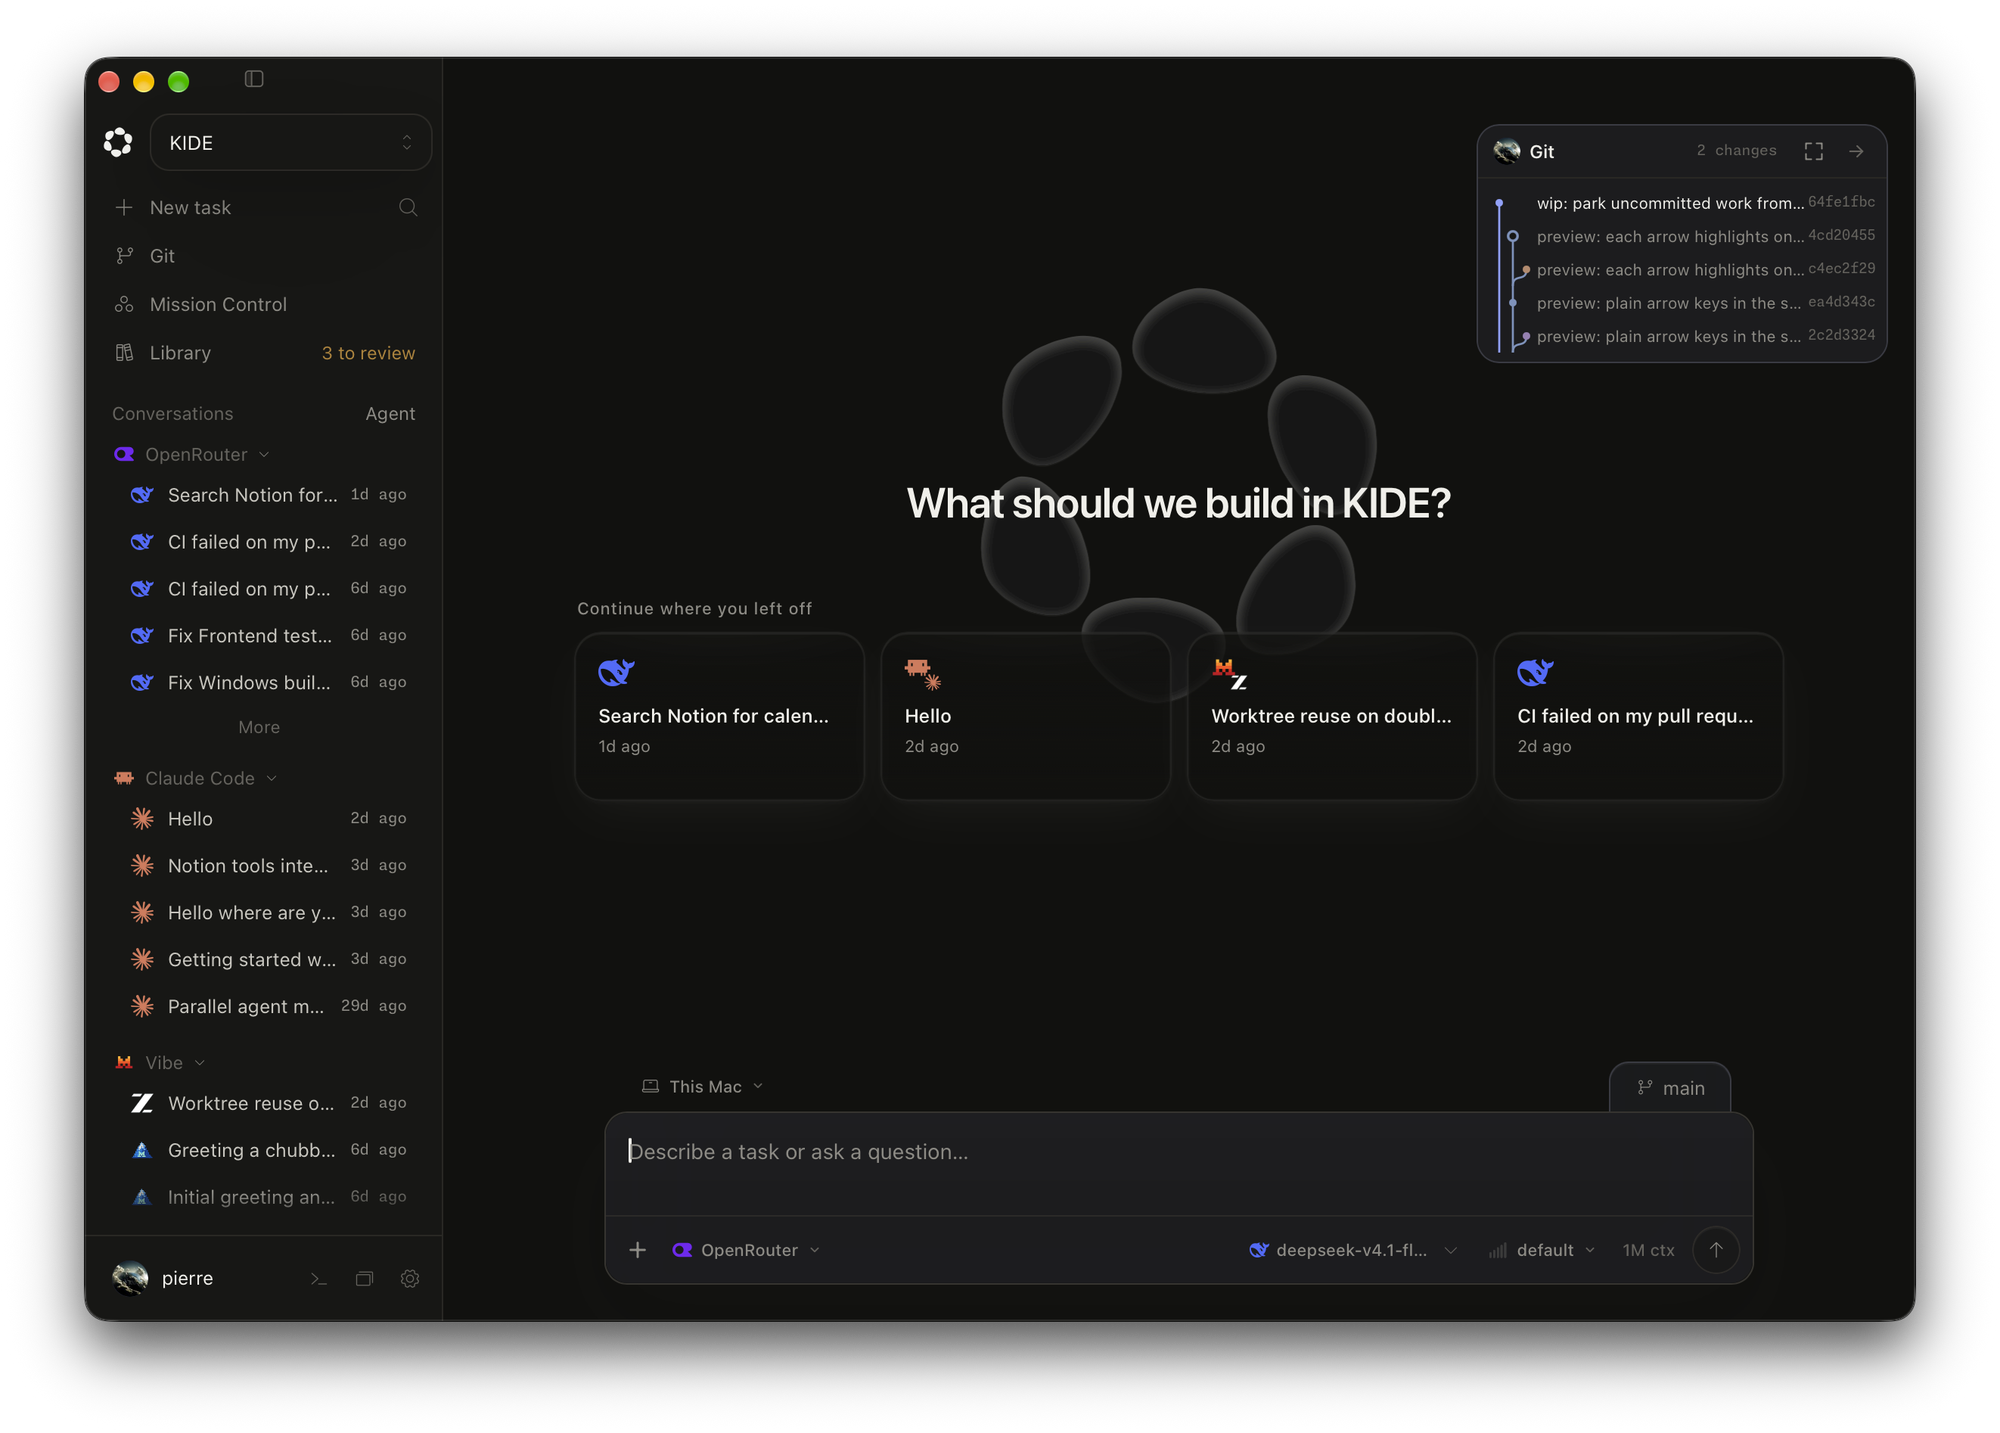 KIDE
New task
Git
Mission Control
Library 3 to review
Conversations Agent
OpenRouter
Search Notion for... 1d ago
CI failed on my p... 2d ago
CI failed on my p... 6d ago
Fix Frontend test... 6d ago
Fix Windows buil... 6d ago
More
Claude Code
Hello 2d ago
Notion tools inte... 3d ago
Hello where are y... 3d ago
Getting started w... 3d ago
Parallel agent m... 29d ago
Vibe
Worktree reuse o... 2d ago
Greeting a chubb... 6d ago
Initial greeting an... 6d ago
pierre
Git 2 changes
wip: park uncommitted work from... 64fe1fbc
preview: each arrow highlights on... 4cd20455
preview: each arrow highlights on... c4ec2f29
preview: plain arrow keys in the s... ea4d343c
preview: plain arrow keys in the s... 2c2d3324
What should we build in KIDE?
Continue where you left off
Search Notion for calen...
1d ago
Hello
2d ago
Worktree reuse on doubl...
2d ago
CI failed on my pull requ...
2d ago
This Mac
main
Describe a task or ask a question...
OpenRouter
deepseek-v4.1-fl...
default
1M ctx